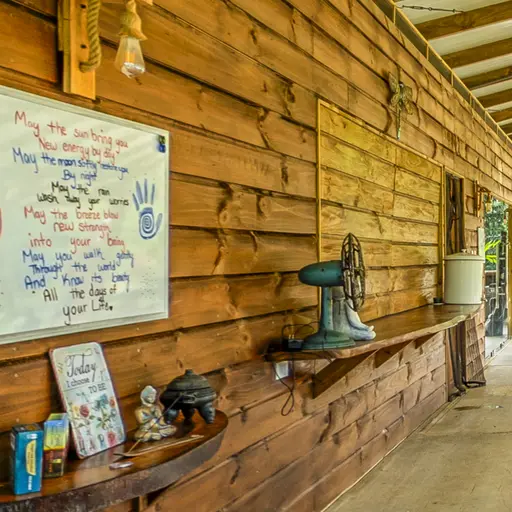 May the sun bring you
New energy by day
May the moon softly restore you
By night
May the rain
wash away your worries
May the breeze blow
new strength
into your being
May you walk gently
Through the world
And Know its beauty
All the days of
your Life.
Today
I choose
TO BE